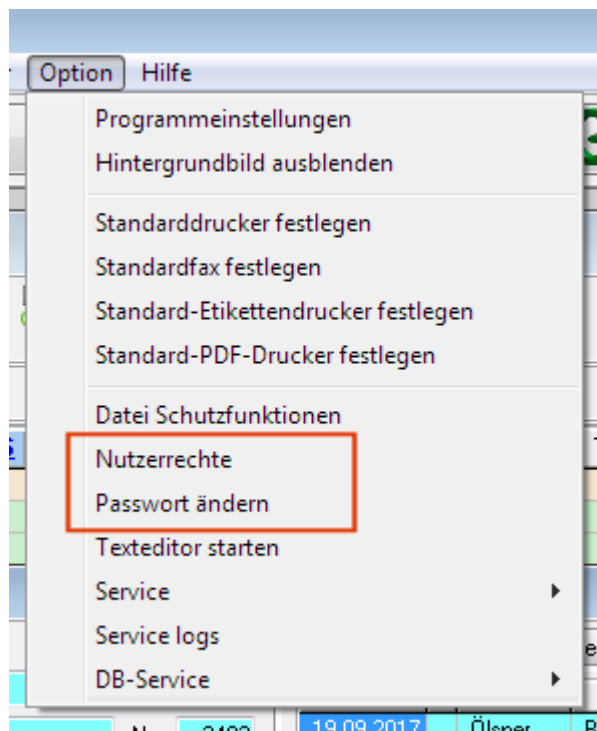 Option Hilfe
Programmeinstellungen
Hintergrundbild ausblenden
Standarddrucker festlegen
Standardfax festlegen
Standard-Etikettendrucker festlegen
Standard-PDF-Drucker festlegen
Datei Schutzfunktionen
Nutzerrechte
Passwort ändern
Texteditor starten
Service
Service logs
DB-Service
19.09.2017 Ölsner